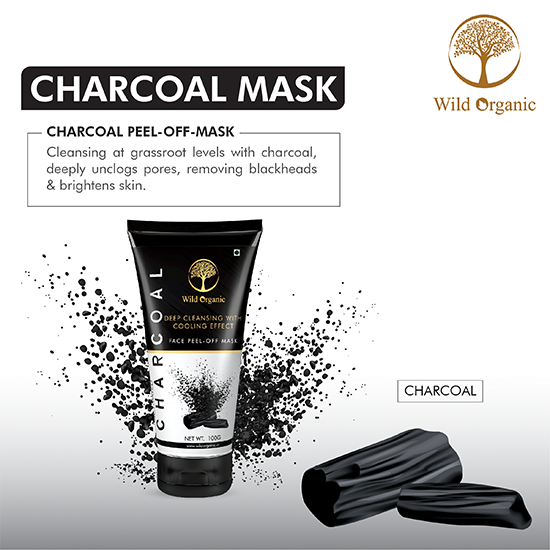 Wild Organic
CHARCOAL MASK
CHARCOAL PEEL-OFF-MASK
Cleansing at grassroot levels with charcoal,
deeply unclogs pores, removing blackheads
& brightens skin.
CHARCOAL
Wild Organic
DEEP CLEANSING WITH
COOLING EFFECT
FACE PEEL-OFF MASK
NET WT. 100G
CHARCOAL